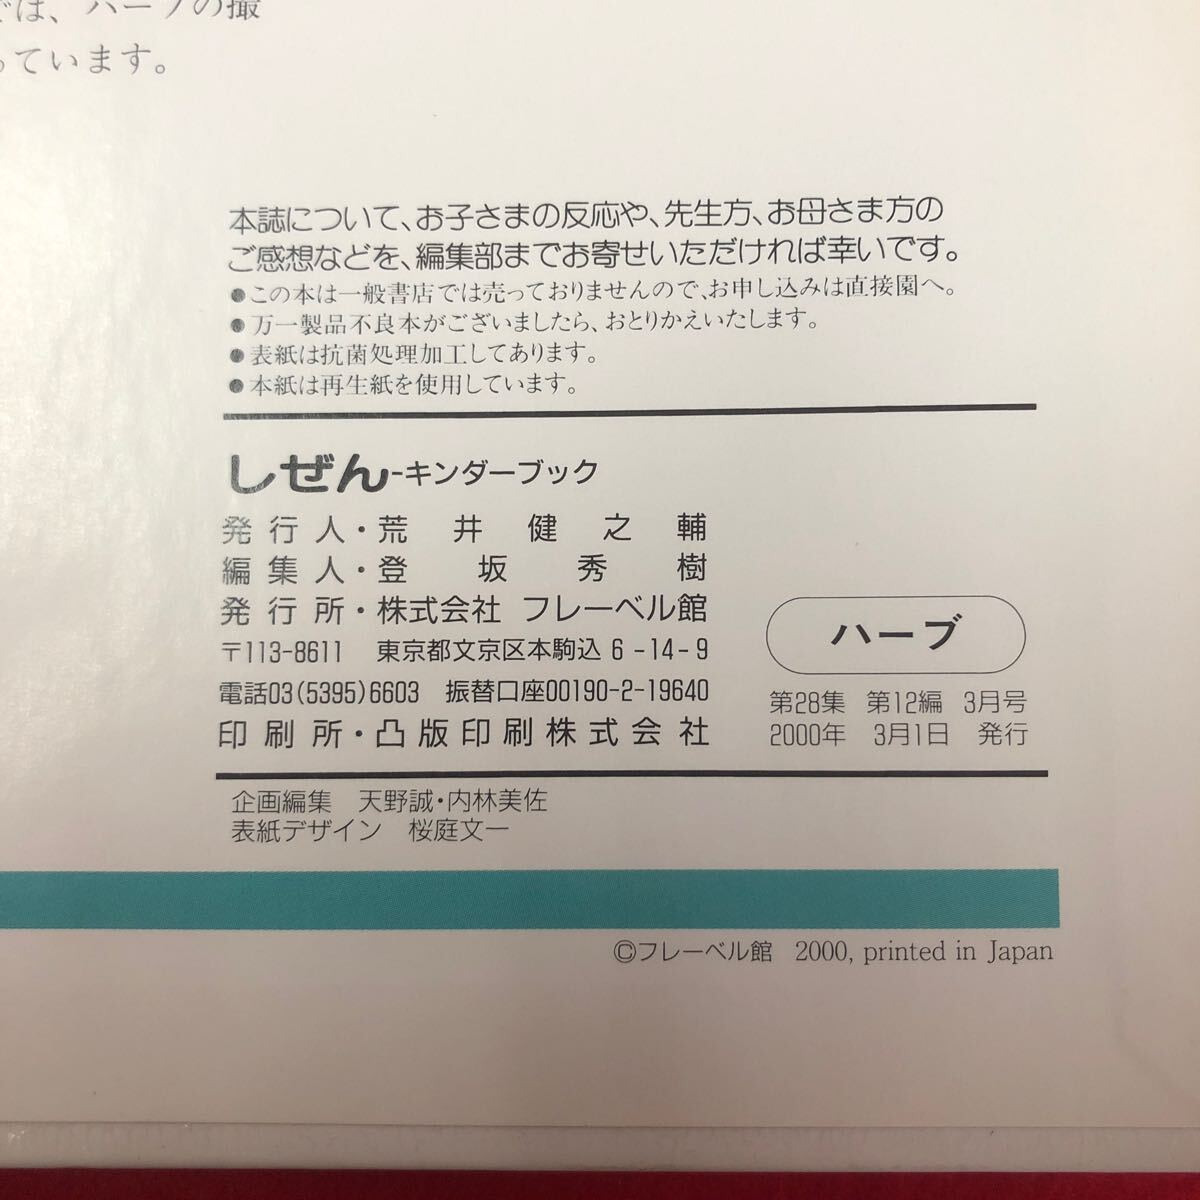 では、ハーブの撮
っています。
本誌について、お子さまの反応や、先生方、お母さま方の
ご感想などを、編集部までお寄せいただければ幸いです。
●この本は一般書店では売っておりませんので、お申し込みは直接園へ。
●万一製品不良本がございましたら、おとりかえいたします。
●表紙は抗菌処理加工してあります。
●本紙は再生紙を使用しています。
しぜん-キンダーブック
発行人・荒井健之輔
編集人・登坂秀樹
発行所・株式会社 フレーベル館
〒113-8611 東京都文京区本駒込 6-14-9
電話03(5395)6603 振替口座00190-2-19640
印刷所・凸版印刷株式会社
ハーブ
第28集 第12編 3月号
2000年 3月1日 発行
企画編集 天野誠・内林美佐
表紙デザイン 桜庭文一
©フレーベル館 2000, printed in Japan